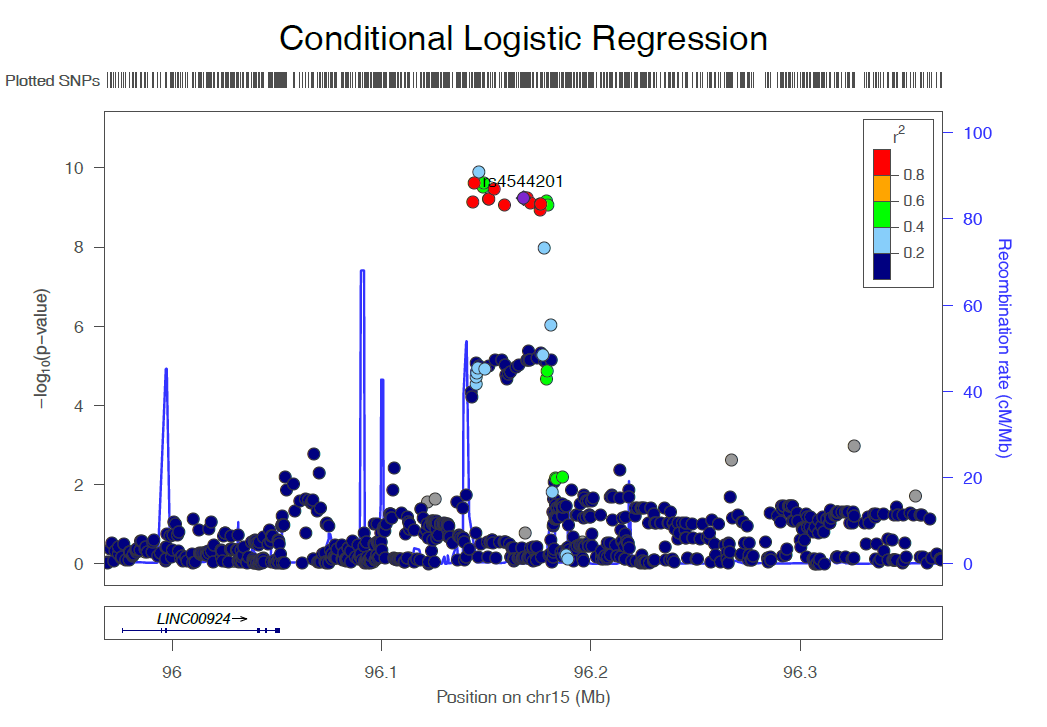 Conditional Logistic Regression
Plotted SNPs
rs4544201
r2
0.8
0.6
0.4
0.2
10
8
6
4
2
0
−log10(p−value)
100
80
60
40
20
0
Recombination rate (cM/Mb)
LINC00924→
96
96.1
96.2
96.3
Position on chr15 (Mb)